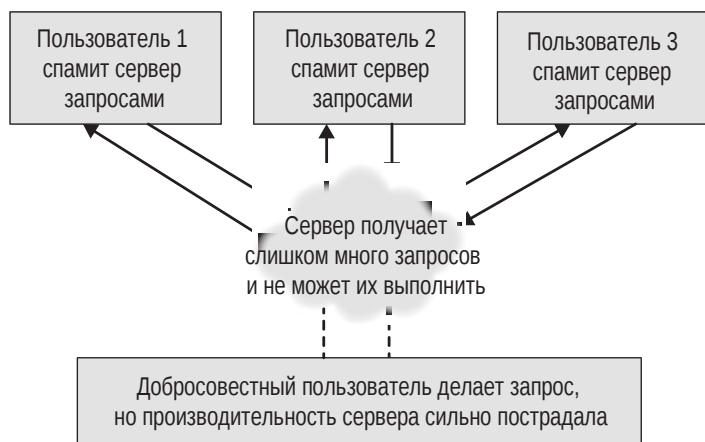 Пользователь 1
спамит сервер
запросами
Пользователь 2
спамит сервер
запросами
Пользователь 3
спамит сервер
запросами
Сервер получает
слишком много запросов
и не может их выполнить
Добросовестный пользователь делает запрос,
но производительность сервера сильно пострадала